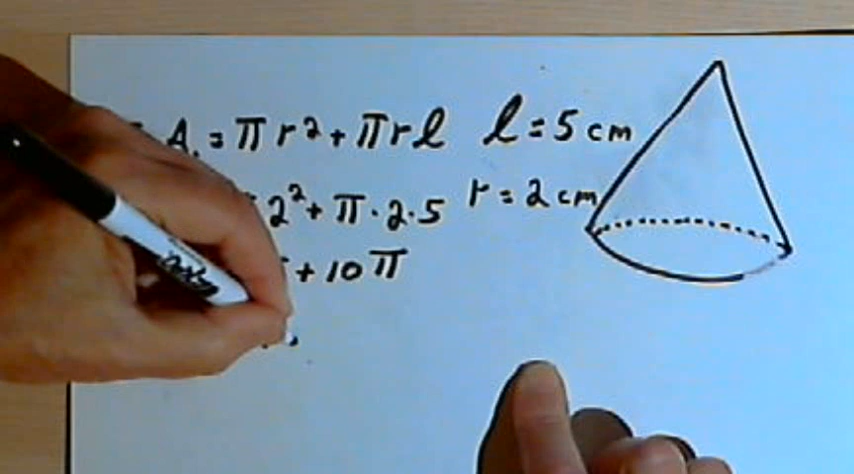 A. = πr² + πrl l = 5 cm
2² + π·2·5 r = 2 cm
+ 10π